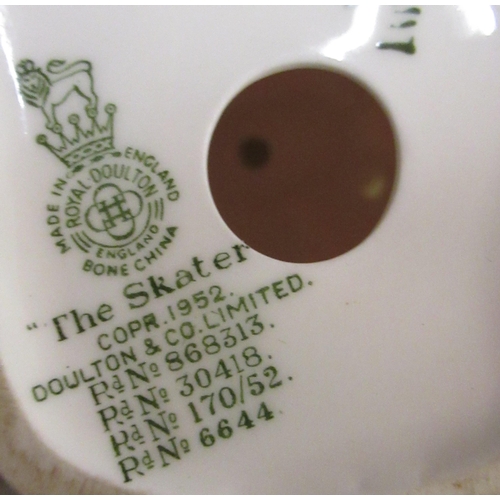 MADE IN ENGLAND
ROYAL DOULTON
ENGLAND
BONE CHINA
"The Skater
COPR.1952.
DOULTON & CO.LIMITED.
Rd No 868313.
Rd No 30418.
Rd No 170/52.
Rd No 6644.